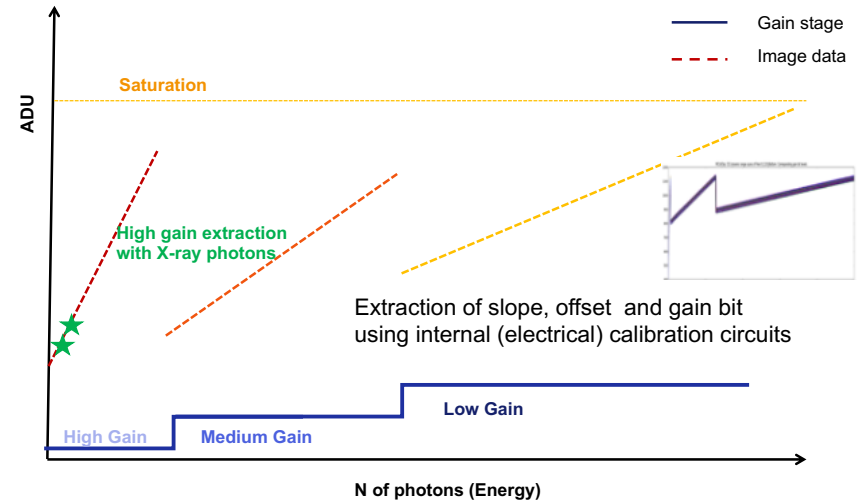 Gain stage
Image data
Saturation
ADU
High gain extraction
with X-ray photons
Extraction of slope, offset and gain bit
using internal (electrical) calibration circuits
High Gain
Medium Gain
Low Gain
N of photons (Energy)